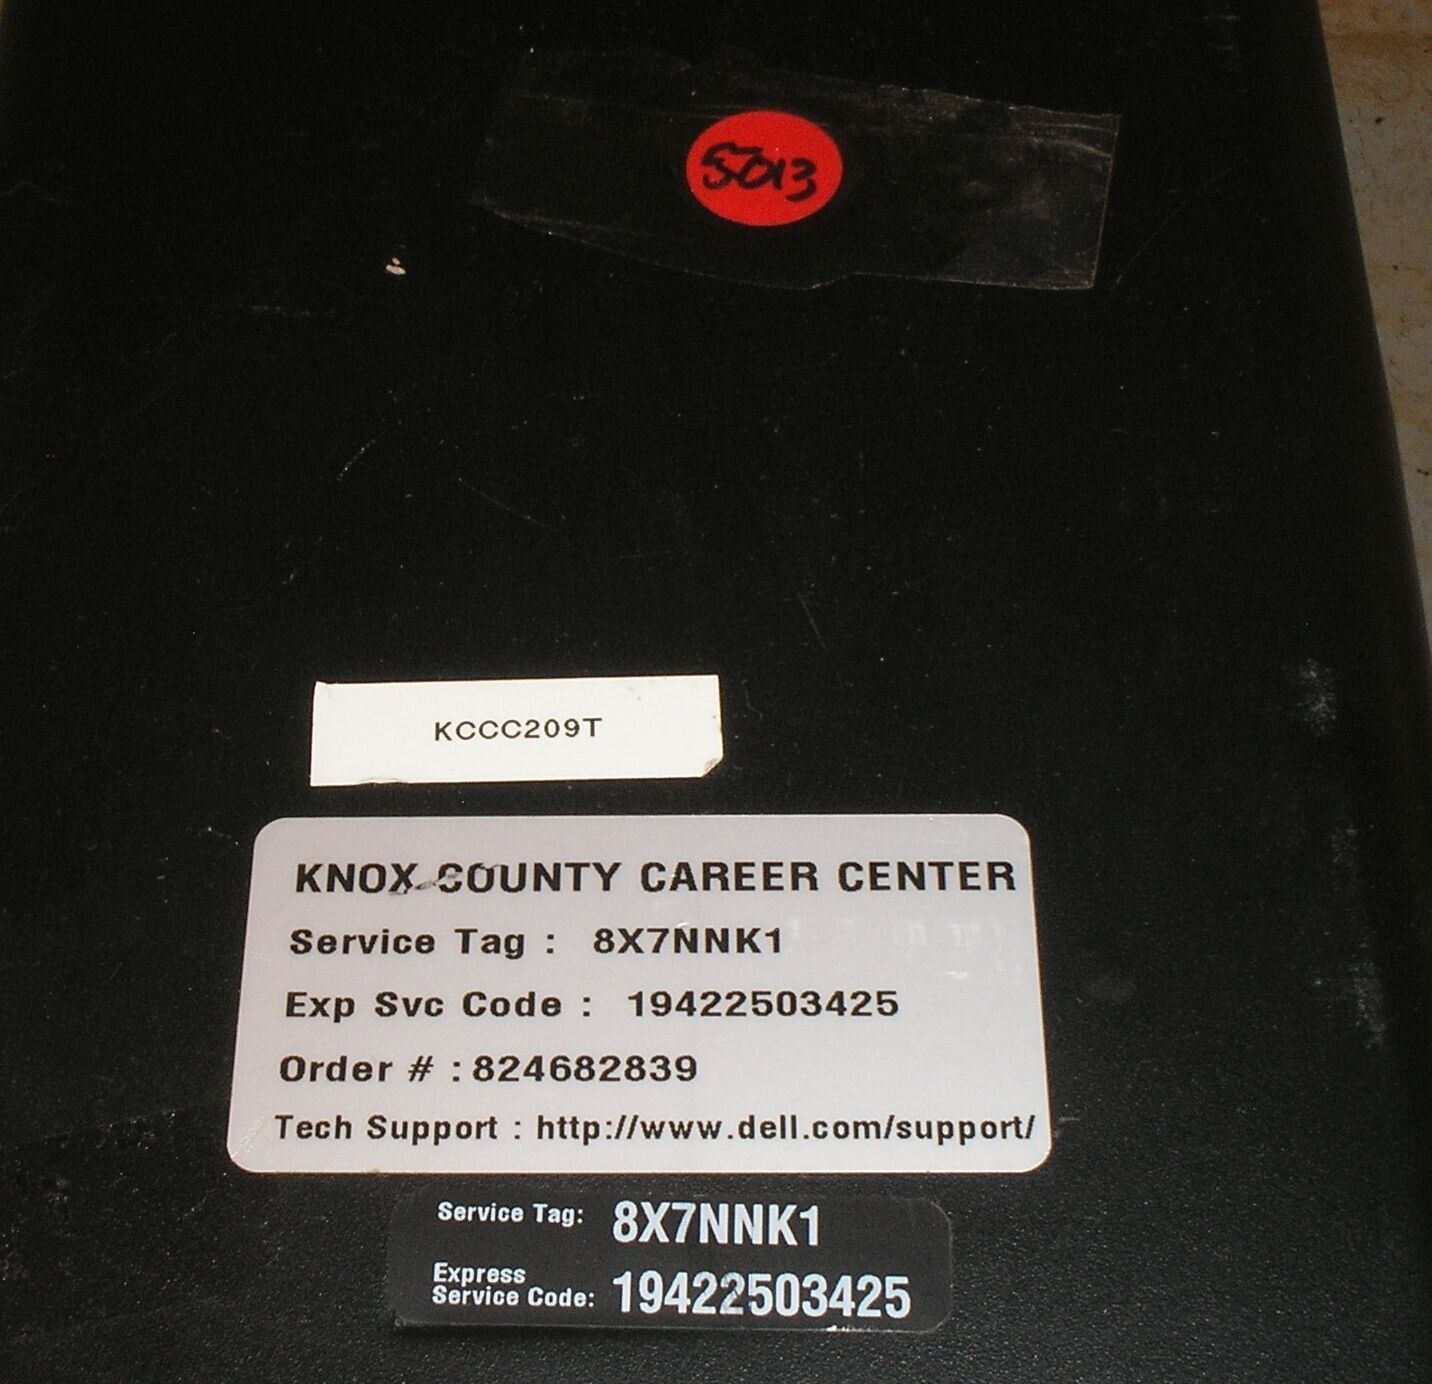 5013
KCCC209T
KNOX COUNTY CAREER CENTER
Service Tag : 8X7NNK1
Exp Svc Code : 19422503425
Order # : 824682839
Tech Support : http://www.dell.com/support/
Service Tag: 8X7NNK1
Express
Service Code: 19422503425